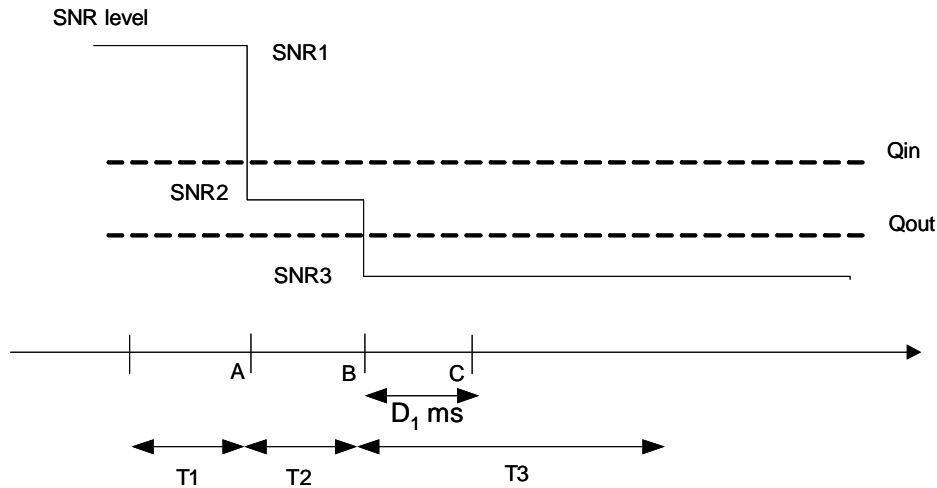 SNR level
SNR1
Qin
SNR2
Qout
SNR3
A
B
C
D₁ ms
T1
T2
T3